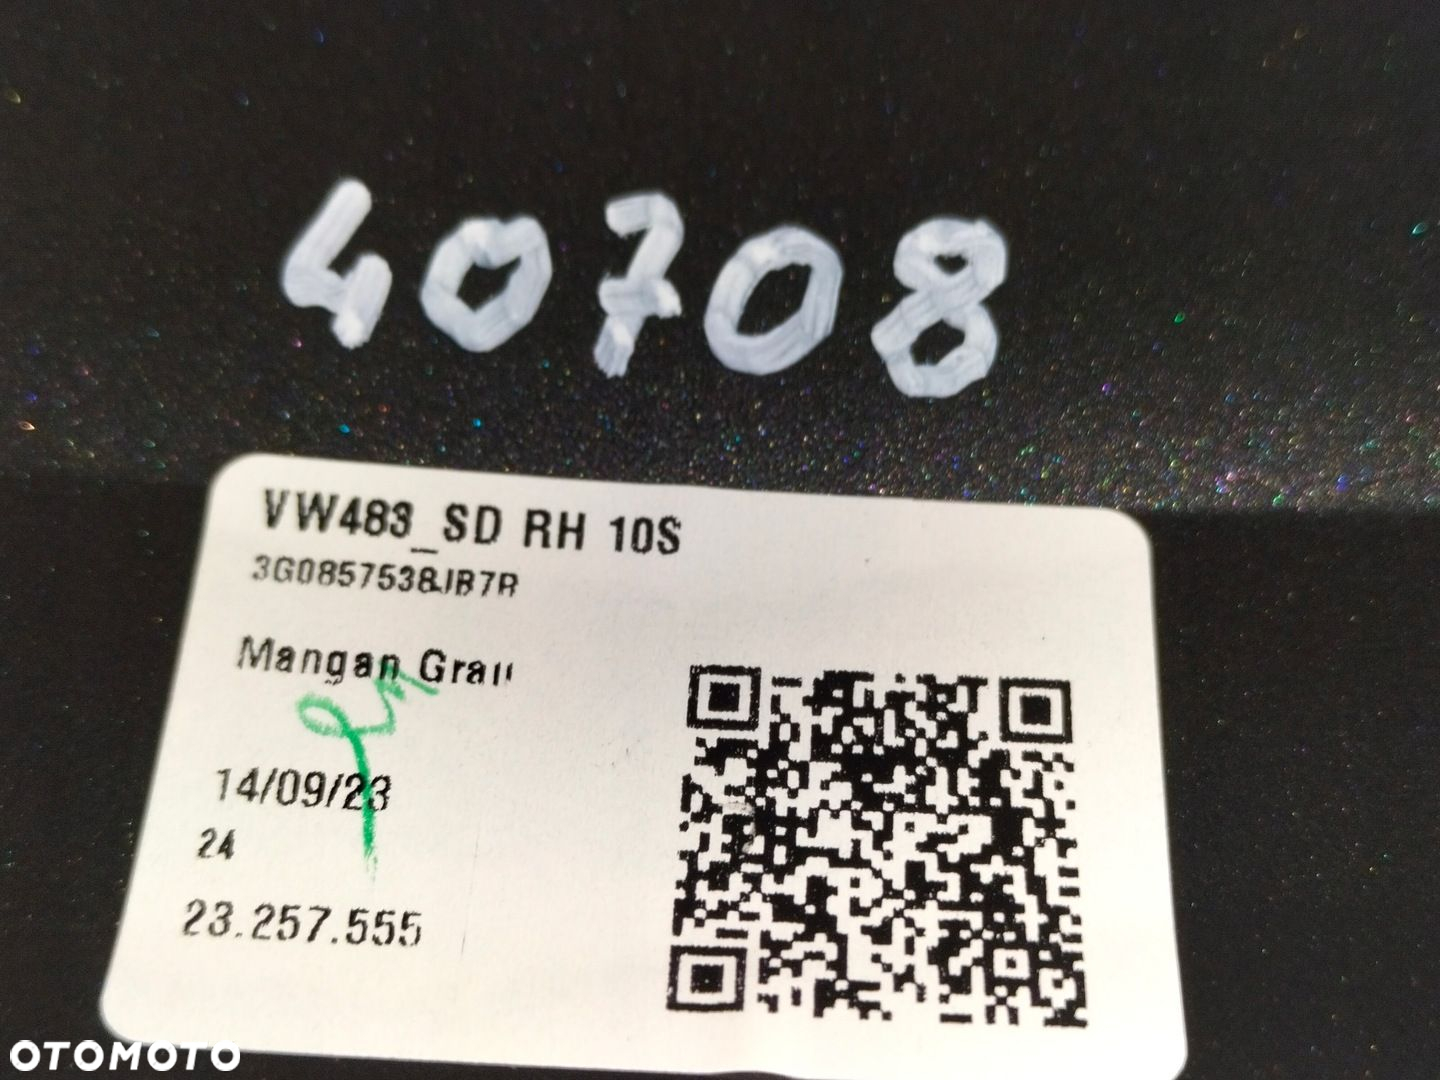 40708
VW483_SD RH 10S
3G0857538JB7R
Mangan Grau
14/09/23
24
23.257.555
OTOMOTO